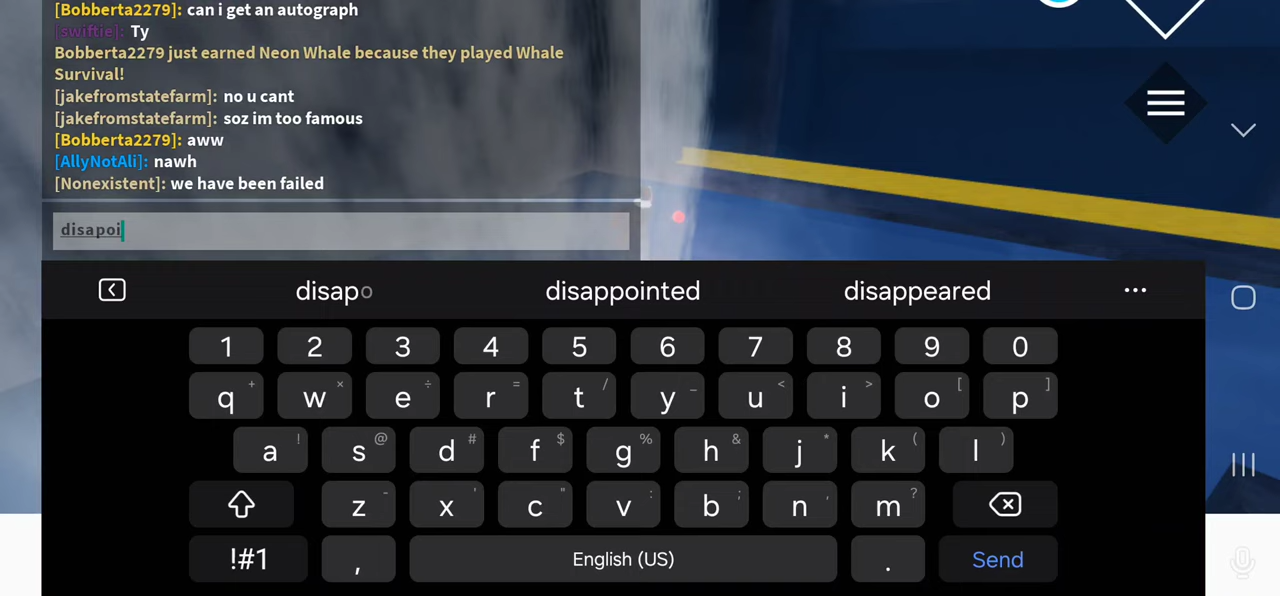 [Bobberta2279]: can i get an autograph
[swiftie]: Ty
Bobberta2279 just earned Neon Whale because they played Whale
Survival!
[jakefromstatefarm]: no u cant
[jakefromstatefarm]: soz im too famous
[Bobberta2279]: aww
[AllyNotAli]: nawh
[Nonexistent]: we have been failed
disapoi
disapo disappointed disappeared ...
1 2 3 4 5 6 7 8 9 0
q + w × e ÷ r = t / y _ u < i > o [ p ]
a ! s @ d # f $ g % h & j * k ( l )
z - x ' c " v : b ; n , m ?
!#1 , English (US) . Send